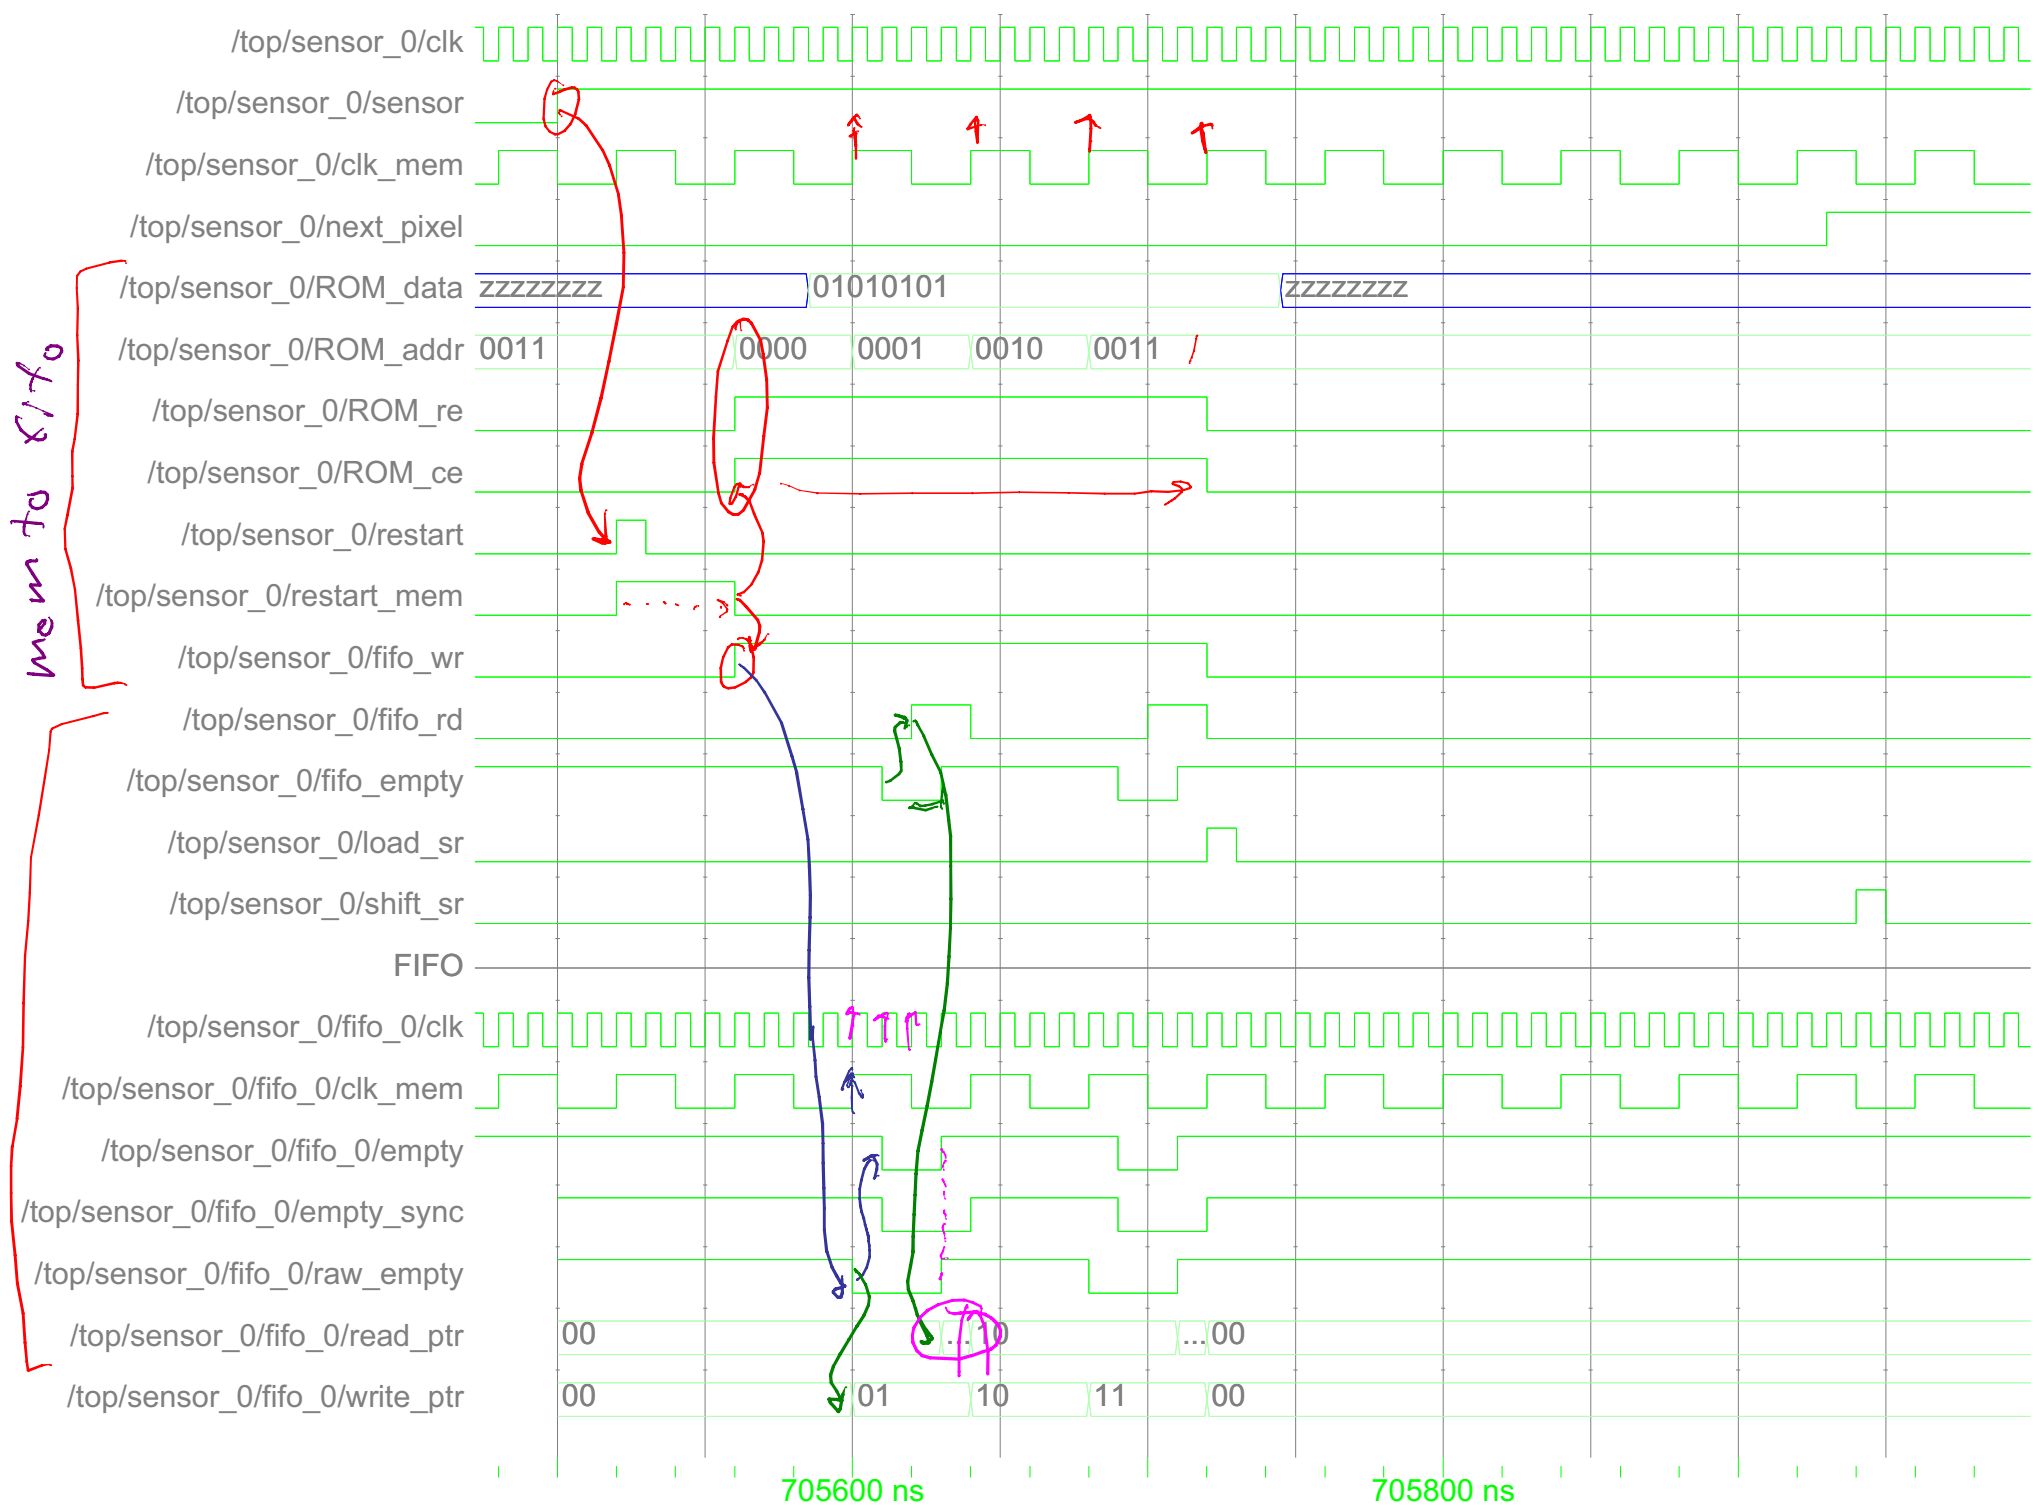 /top/sensor_0/clk
/top/sensor_0/sensor
/top/sensor_0/clk_mem
/top/sensor_0/next_pixel
/top/sensor_0/ROM_data zzzzzzzz 01010101 zzzzzzzz
/top/sensor_0/ROM_addr 0011 0000 0001 0010 0011
/top/sensor_0/ROM_re
/top/sensor_0/ROM_ce
/top/sensor_0/restart
/top/sensor_0/restart_mem
/top/sensor_0/fifo_wr
/top/sensor_0/fifo_rd
/top/sensor_0/fifo_empty
/top/sensor_0/load_sr
/top/sensor_0/shift_sr
FIFO
/top/sensor_0/fifo_0/clk
/top/sensor_0/fifo_0/clk_mem
/top/sensor_0/fifo_0/empty
/top/sensor_0/fifo_0/empty_sync
/top/sensor_0/fifo_0/raw_empty
/top/sensor_0/fifo_0/read_ptr 00 ... 10 ... 00
/top/sensor_0/fifo_0/write_ptr 00 01 10 11 00
705600 ns 705800 ns
mem to fifo